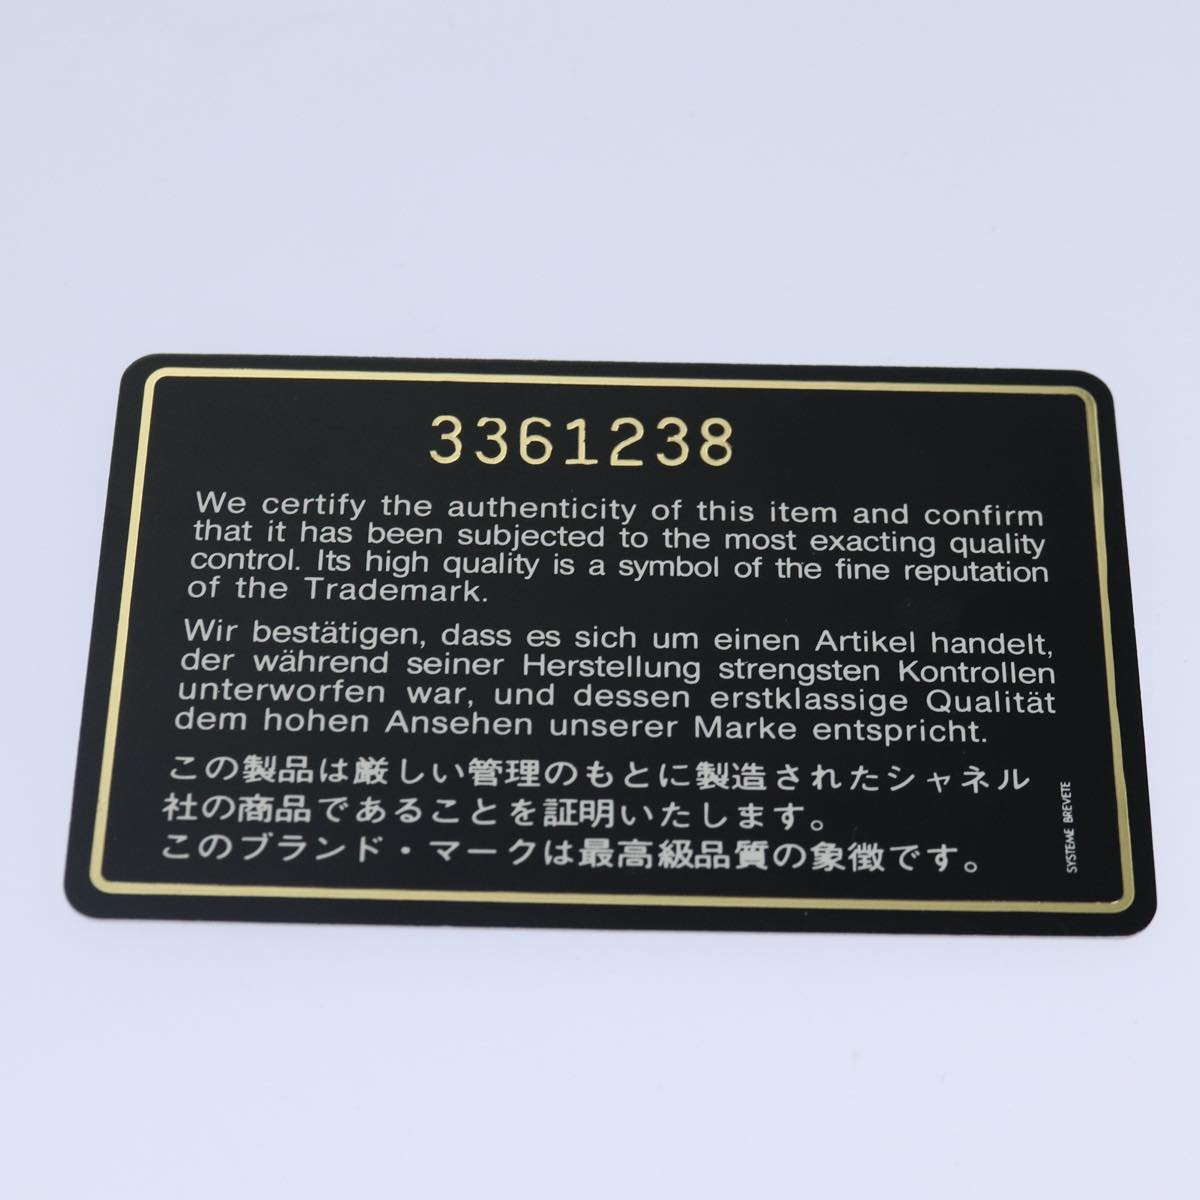 3361238
We certify the authenticity of this item and confirm
that it has been subjected to the most exacting quality
control. Its high quality is a symbol of the fine reputation
of the Trademark.
Wir bestätigen, dass es sich um einen Artikel handelt,
der während seiner Herstellung strengsten Kontrollen
unterworfen war, und dessen erstklassige Qualität
dem hohen Ansehen unserer Marke entspricht.
この製品は厳しい管理のもとに製造されたシャネル
社の商品であることを証明いたします。
このブランド・マークは最高級品質の象徴です。
SYSTEME BREVETE